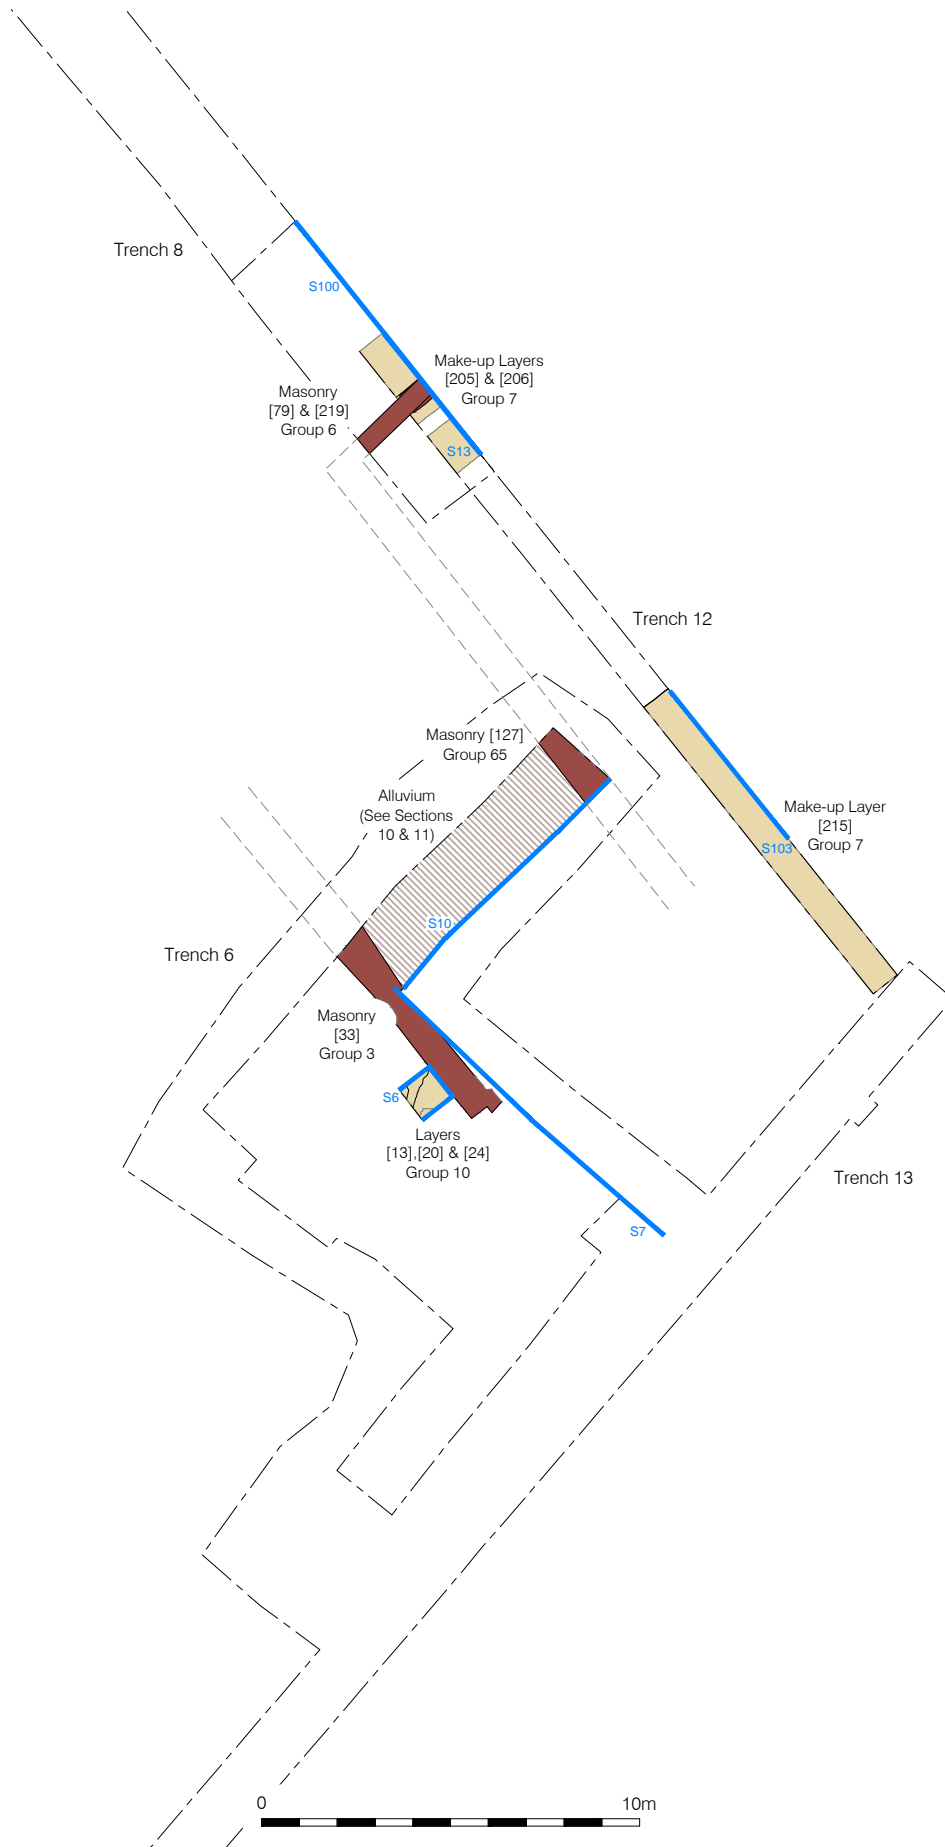 Trench 8
S100
Make-up Layers
[205] & [206]
Group 7
Masonry
[79] & [219]
Group 6
S13
Trench 12
Masonry [127]
Group 65
Alluvium
(See Sections
10 & 11)
Make-up Layer
[215]
Group 7
S103
S10
Trench 6
Masonry
[33]
Group 3
S6
Layers
[13],[20] & [24]
Group 10
Trench 13
S7
0
10m